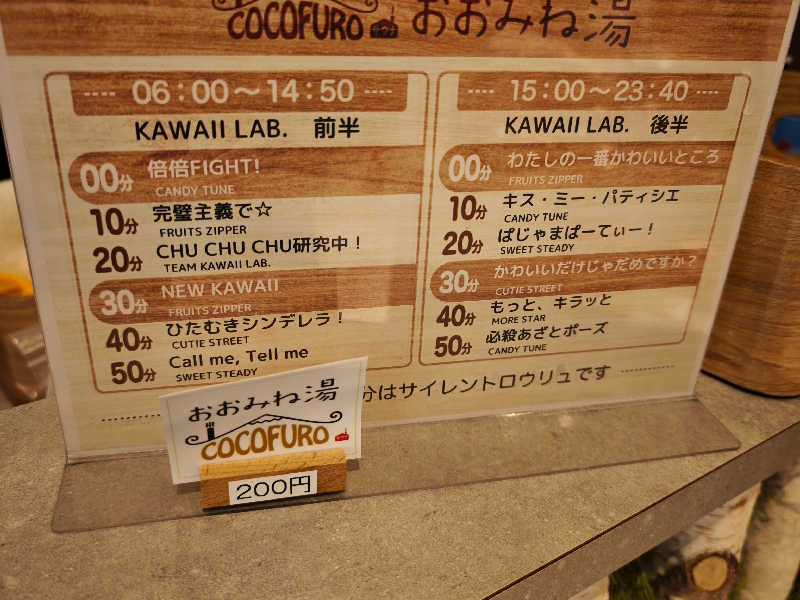 COCOFURO おおみね湯
06:00～14:50
KAWAII LAB. 前半
00分 倍倍FIGHT!
CANDY TUNE
10分 完璧主義で☆
FRUITS ZIPPER
20分 CHU CHU CHU研究中！
TEAM KAWAII LAB.
30分 NEW KAWAII
FRUITS ZIPPER
40分 ひたむきシンデレラ！
CUTIE STREET
50分 Call me, Tell me
SWEET STEADY
15:00～23:40
KAWAII LAB. 後半
00分 わたしの一番かわいいところ
FRUITS ZIPPER
10分 キス・ミー・パティシエ
CANDY TUNE
20分 ぱじゃまぱーてぃー！
SWEET STEADY
30分 かわいいだけじゃだめですか？
CUTIE STREET
40分 もっと、キラッと
MORE STAR
50分 必殺あざとポーズ
CANDY TUNE
分はサイレントロウリュです
おおみね湯
COCOFURO
200円